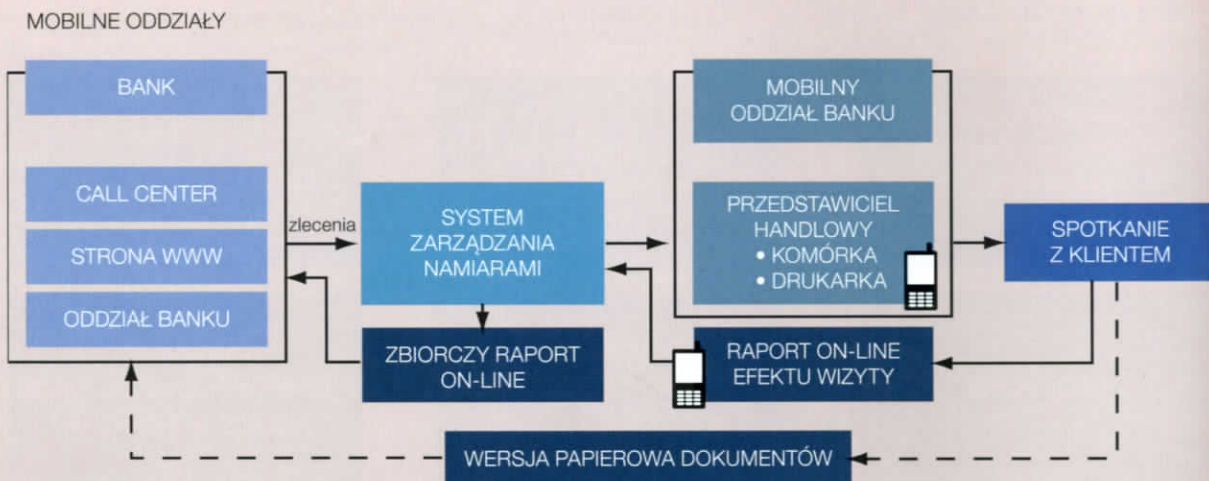 MOBILNE ODDZIAŁY
BANK
CALL CENTER
STRONA WWW
ODDZIAŁ BANKU
zlecenia
SYSTEM
ZARZĄDZANIA
NAMIARAMI
ZBIORCZY RAPORT
ON-LINE
MOBILNY
ODDZIAŁ BANKU
PRZEDSTAWICIEL
HANDLOWY
• KOMÓRKA
• DRUKARKA
SPOTKANIE
Z KLIENTEM
RAPORT ON-LINE
EFEKTU WIZYTY
WERSJA PAPIEROWA DOKUMENTÓW